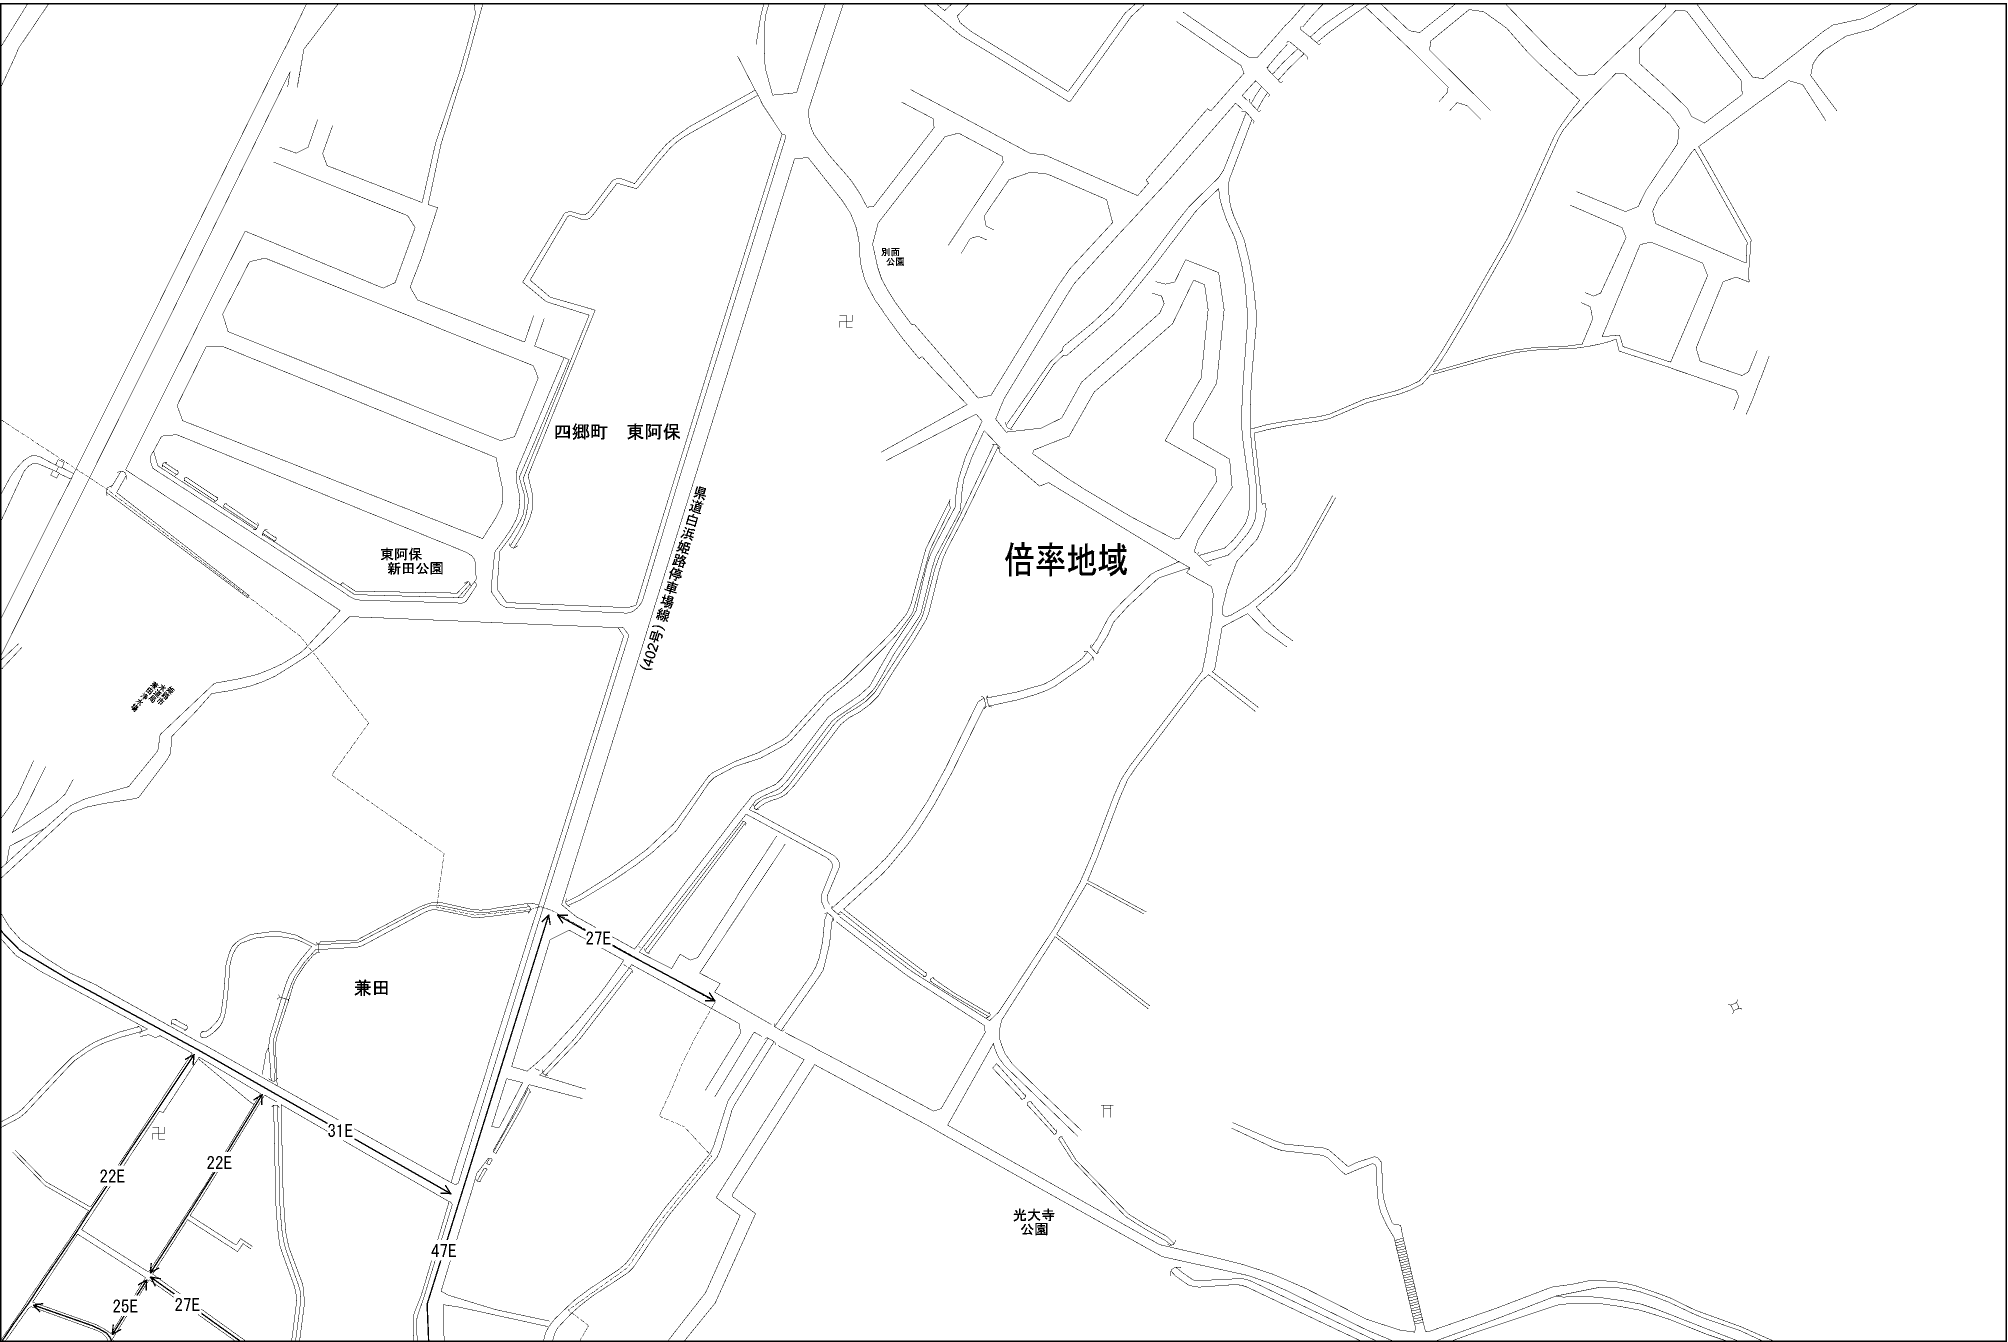 別面
公園
四郷町　東阿保
県道白浜姫路停車場線
(402号)
倍率地域
東阿保
新田公園
27E
兼田
31E
22E
22E
光大寺
公園
47E
25E
27E